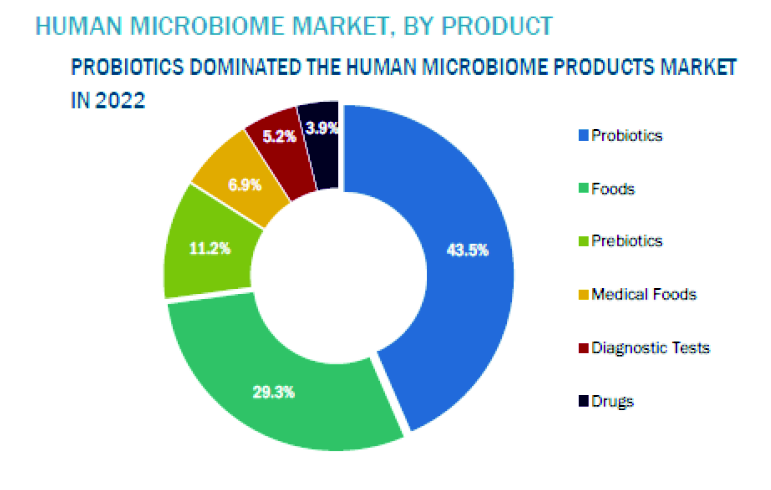 HUMAN MICROBIOME MARKET, BY PRODUCT
PROBIOTICS DOMINATED THE HUMAN MICROBIOME PRODUCTS MARKET
IN 2022
3.9%
5.2%
6.9%
11.2%
43.5%
29.3%
Probiotics
Foods
Prebiotics
Medical Foods
Diagnostic Tests
Drugs